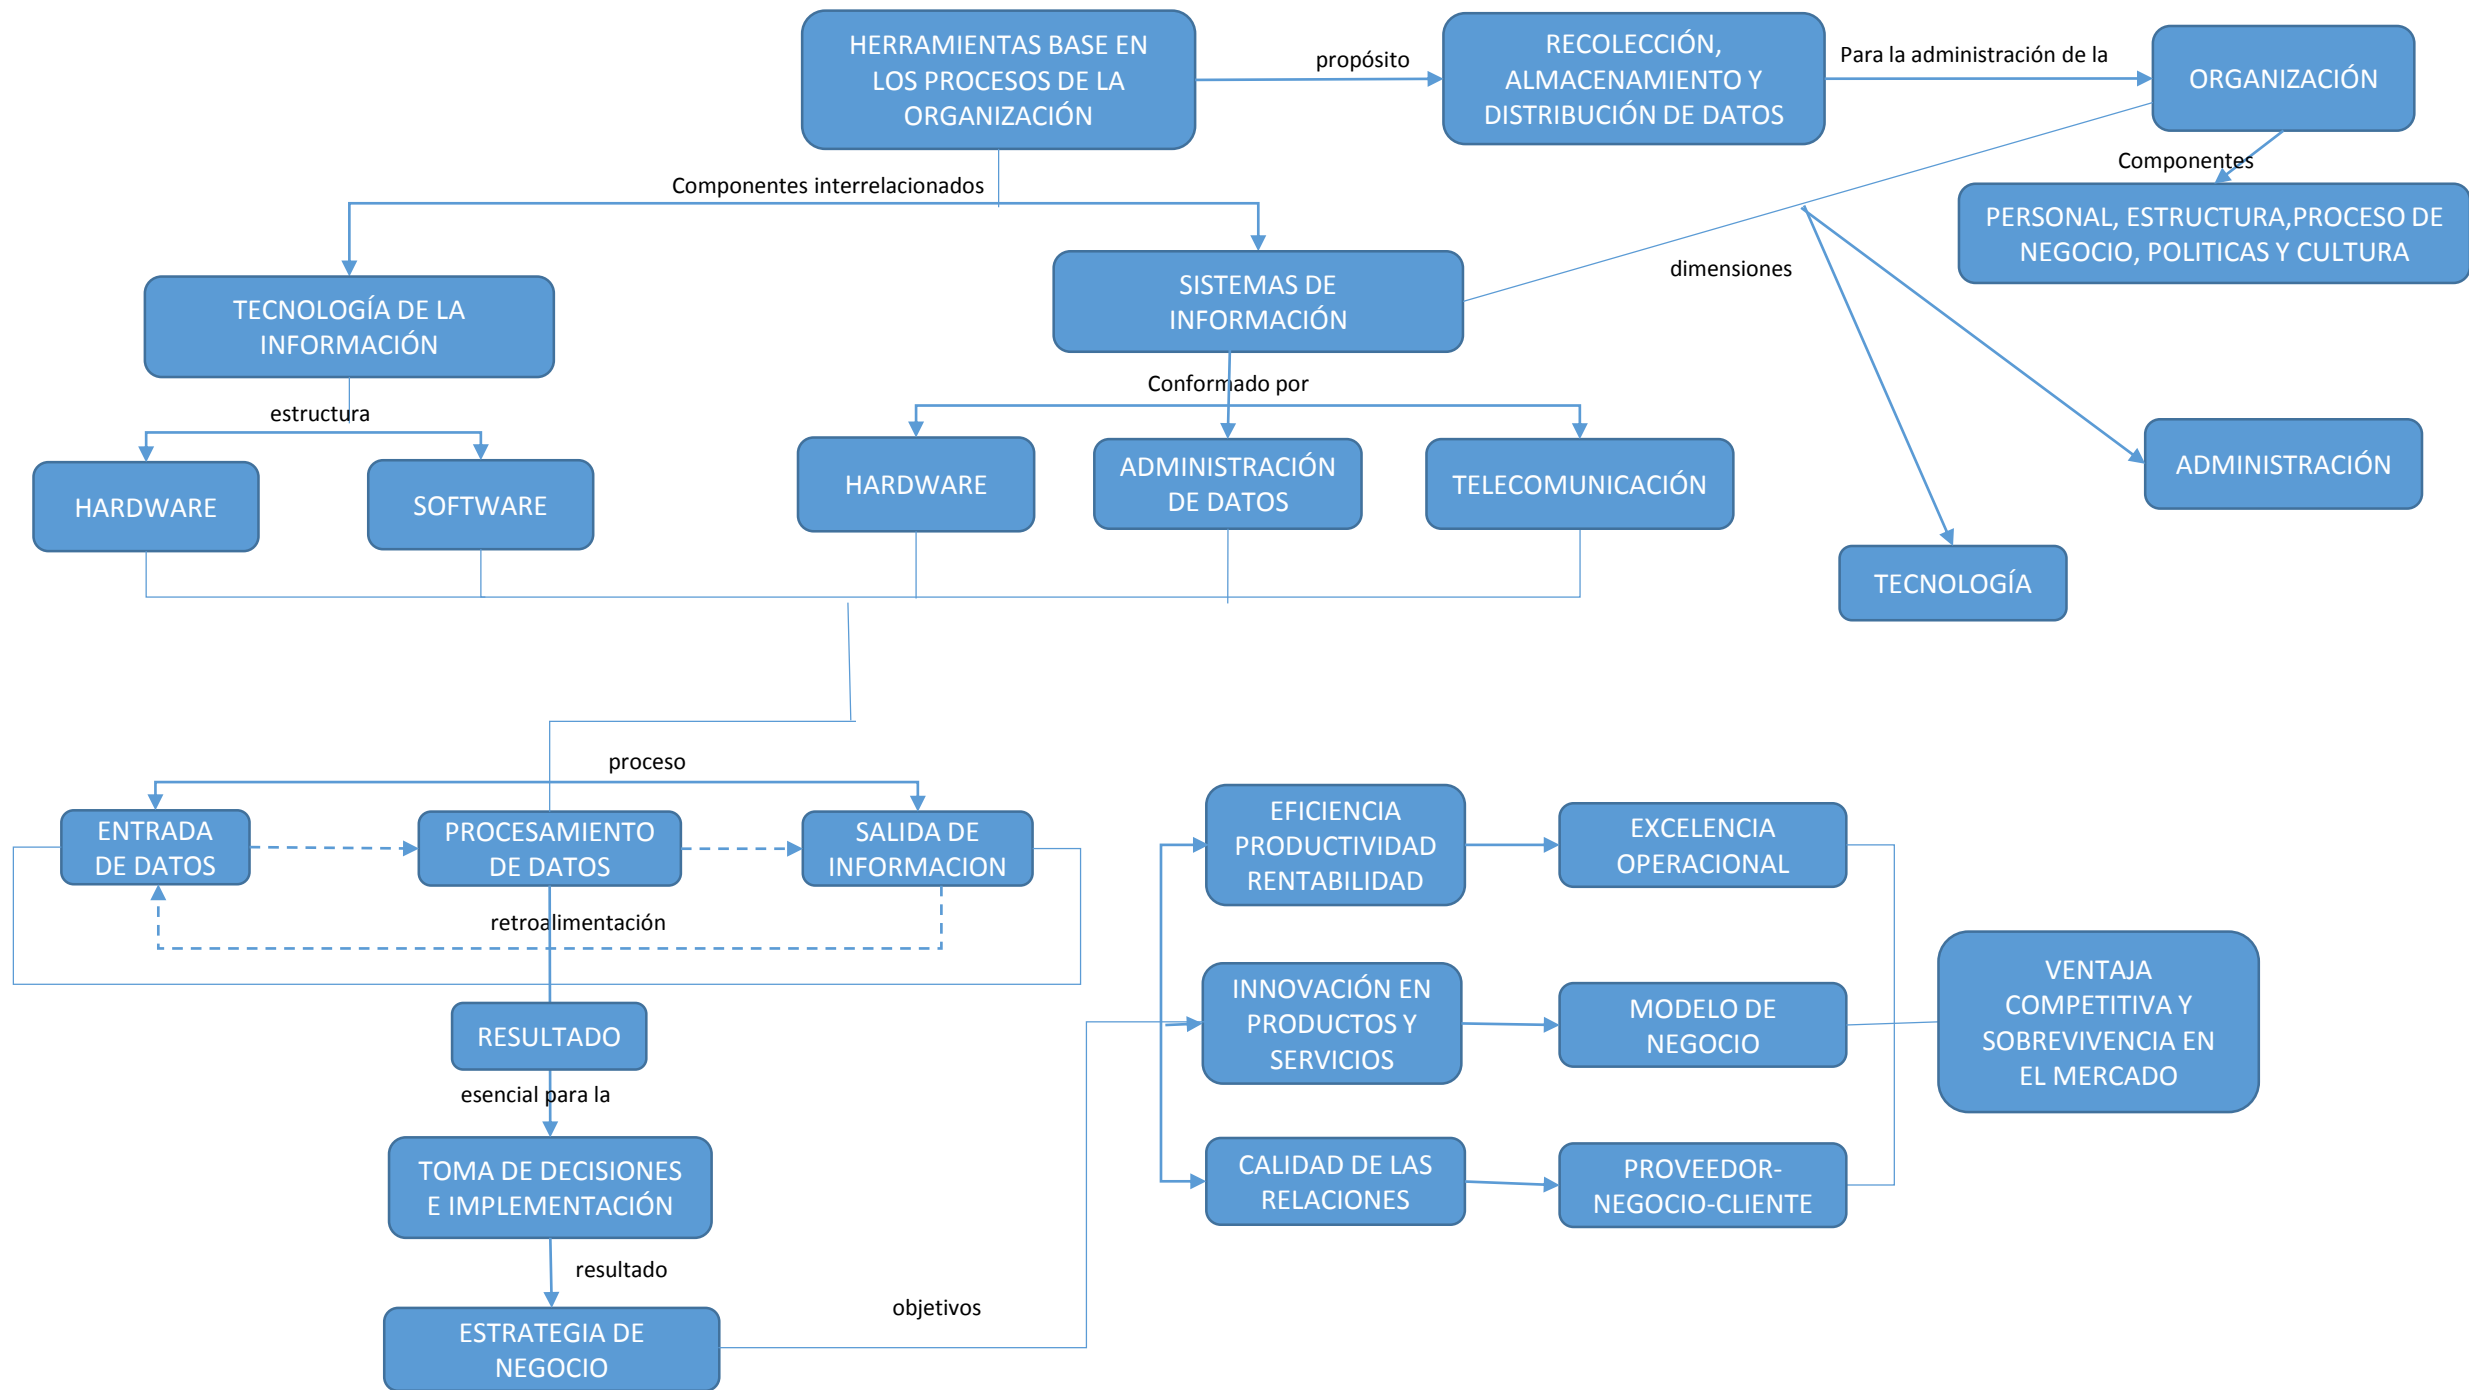 HERRAMIENTAS BASE EN
LOS PROCESOS DE LA
ORGANIZACIÓN
propósito
RECOLECCIÓN,
ALMACENAMIENTO Y
DISTRIBUCIÓN DE DATOS
Para la administración de la
ORGANIZACIÓN
Componentes
PERSONAL, ESTRUCTURA,PROCESO DE
NEGOCIO, POLITICAS Y CULTURA
Componentes interrelacionados
dimensiones
TECNOLOGÍA DE LA
INFORMACIÓN
SISTEMAS DE
INFORMACIÓN
estructura
Conformado por
HARDWARE
SOFTWARE
HARDWARE
ADMINISTRACIÓN
DE DATOS
TELECOMUNICACIÓN
ADMINISTRACIÓN
TECNOLOGÍA
proceso
ENTRADA
DE DATOS
PROCESAMIENTO
DE DATOS
SALIDA DE
INFORMACION
retroalimentación
RESULTADO
esencial para la
TOMA DE DECISIONES
E IMPLEMENTACIÓN
resultado
ESTRATEGIA DE
NEGOCIO
objetivos
EFICIENCIA
PRODUCTIVIDAD
RENTABILIDAD
EXCELENCIA
OPERACIONAL
INNOVACIÓN EN
PRODUCTOS Y
SERVICIOS
MODELO DE
NEGOCIO
CALIDAD DE LAS
RELACIONES
PROVEEDOR-
NEGOCIO-CLIENTE
VENTAJA
COMPETITIVA Y
SOBREVIVENCIA EN
EL MERCADO